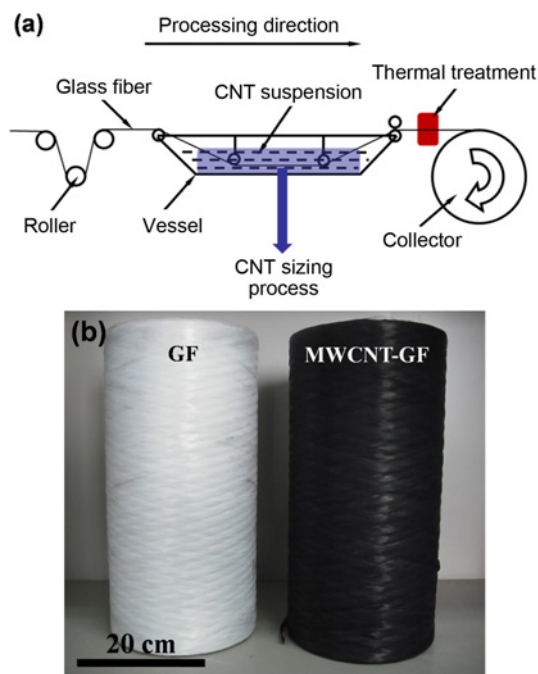 (a)
Processing direction
Thermal treatment
Glass fiber
CNT suspension
Roller
Vessel
Collector
CNT sizing
process
(b)
GF
MWCNT-GF
20 cm